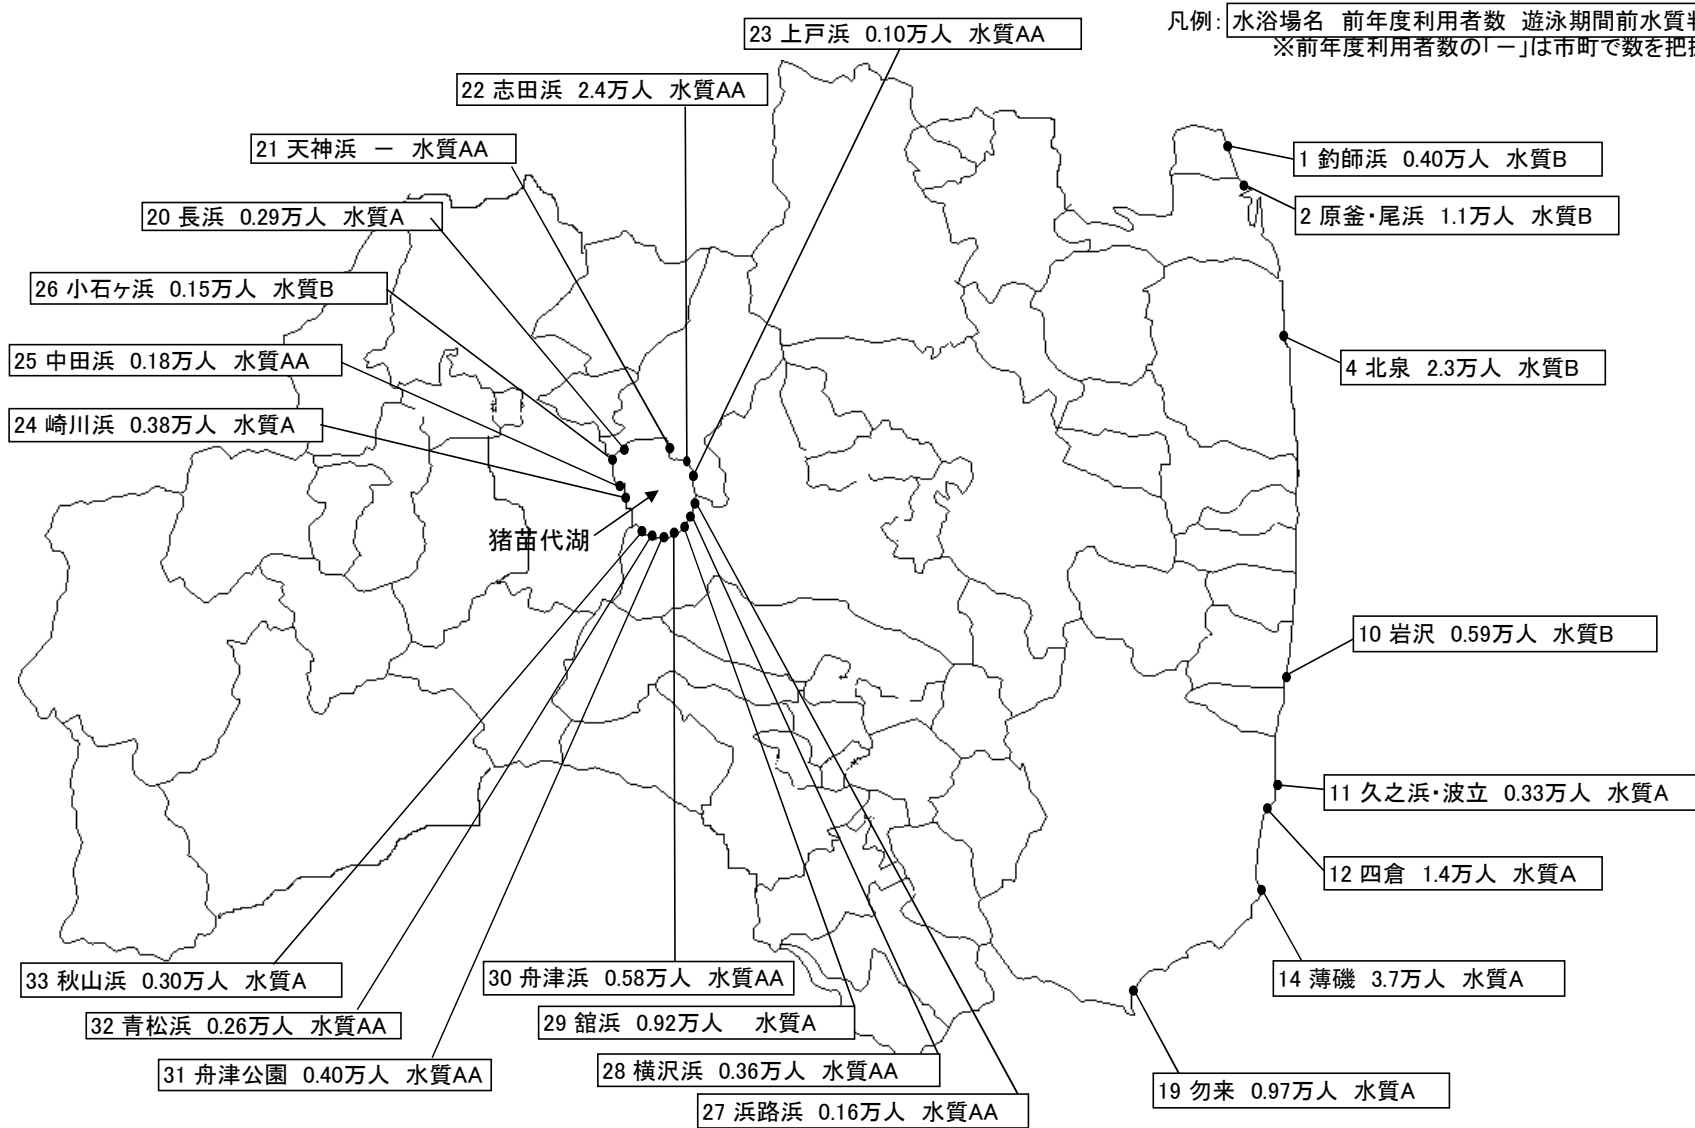 凡例: 水浴場名 前年度利用者数 遊泳期間前水質
※前年度利用者数の「－」は市町で数を把
23 上戸浜 0.10万人 水質AA
22 志田浜 2.4万人 水質AA
21 天神浜 － 水質AA
20 長浜 0.29万人 水質A
26 小石ヶ浜 0.15万人 水質B
25 中田浜 0.18万人 水質AA
24 崎川浜 0.38万人 水質A
猪苗代湖
1 釣師浜 0.40万人 水質B
2 原釜・尾浜 1.1万人 水質B
4 北泉 2.3万人 水質B
10 岩沢 0.59万人 水質B
11 久之浜・波立 0.33万人 水質A
12 四倉 1.4万人 水質A
14 薄磯 3.7万人 水質A
19 勿来 0.97万人 水質A
33 秋山浜 0.30万人 水質A
32 青松浜 0.26万人 水質AA
31 舟津公園 0.40万人 水質AA
30 舟津浜 0.58万人 水質AA
29 舘浜 0.92万人 水質A
28 横沢浜 0.36万人 水質AA
27 浜路浜 0.16万人 水質AA